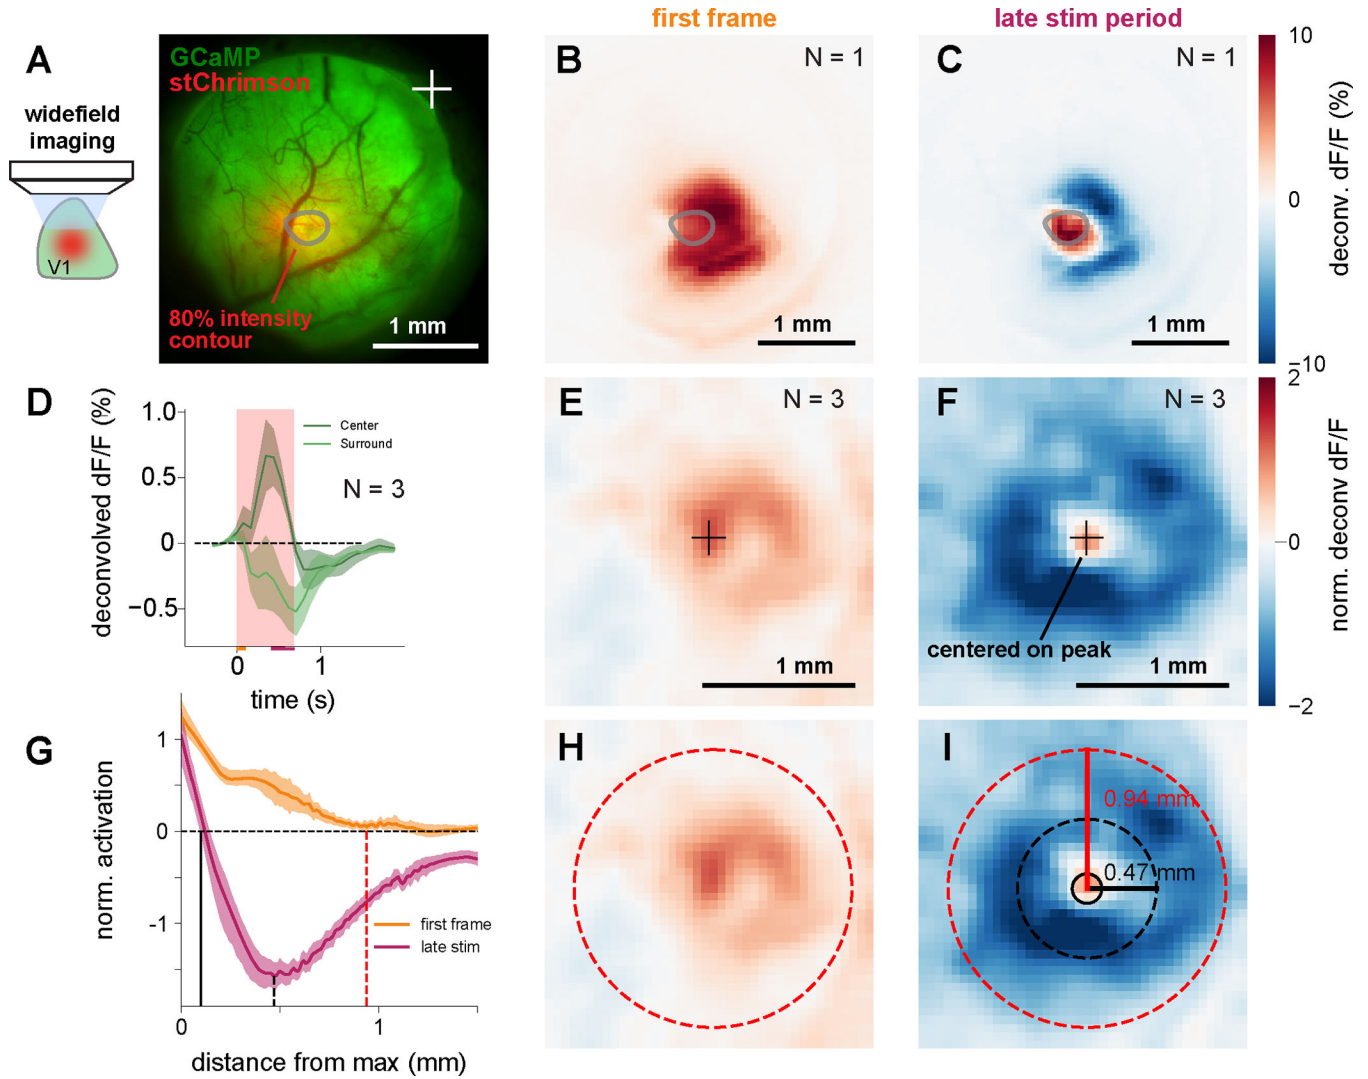 first frame
late stim period
A
GCaMP
stChrimson
widefield
imaging
V1
80% intensity
contour
1 mm
B
N = 1
1 mm
C
N = 1
1 mm
10
0
−10
deconv. dF/F (%)
D
deconvolved dF/F (%)
1.0
0.5
0
−0.5
Center
Surround
N = 3
0
1
time (s)
E
N = 3
1 mm
F
N = 3
centered on peak
1 mm
2
0
−2
norm. deconv dF/F
G
norm. activation
1
0
-1
first frame
late stim
0
1
distance from max (mm)
H
I
0.94 mm
0.47 mm